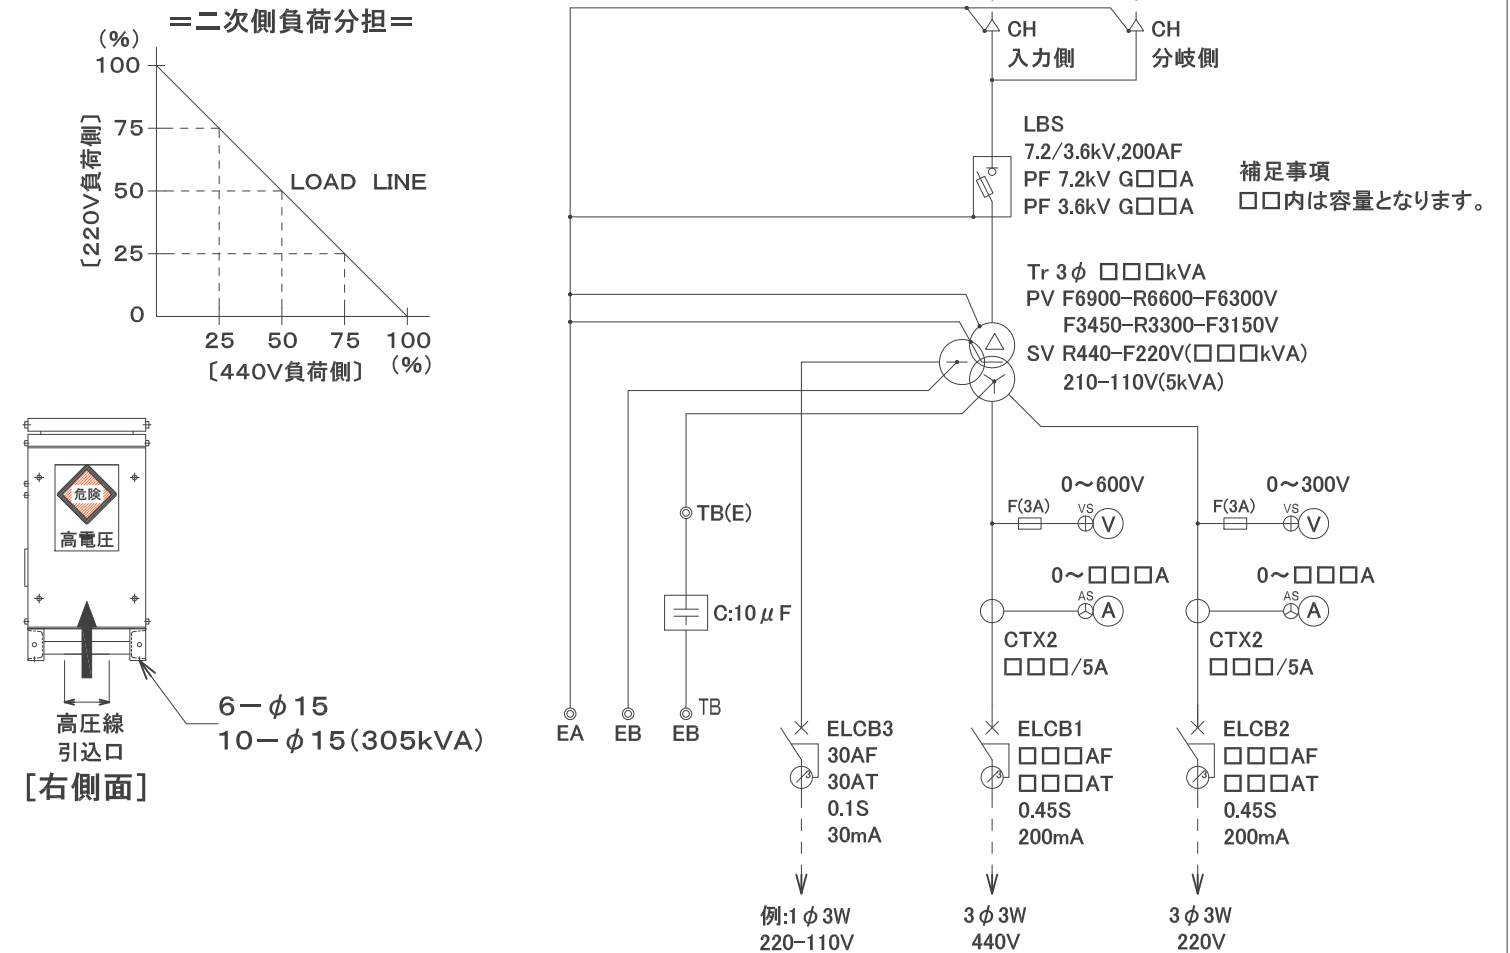 =二次側負荷分担=
(%)
100
75
50
25
0
〔220V負荷側〕
LOAD LINE
25 50 75 100
〔440V負荷側〕 (%)
危険
高電圧
高圧線
引込口
[右側面]
6-φ15
10-φ15(305kVA)
CH
入力側
CH
分岐側
LBS
7.2/3.6kV,200AF
PF 7.2kV G□□A
PF 3.6kV G□□A
補足事項
□□内は容量となります。
Tr 3φ □□□kVA
PV F6900-R6600-F6300V
F3450-R3300-F3150V
SV R440-F220V(□□□kVA)
210-110V(5kVA)
TB(E)
C:10μF
TB
EA
EB
EB
0~600V
F(3A)
VS
V
0~□□□A
AS
A
CTX2
□□□/5A
0~300V
F(3A)
VS
V
0~□□□A
AS
A
CTX2
□□□/5A
ELCB3
30AF
30AT
0.1S
30mA
例:1φ3W
220-110V
ELCB1
□□□AF
□□□AT
0.45S
200mA
3φ3W
440V
ELCB2
□□□AF
□□□AT
0.45S
200mA
3φ3W
220V